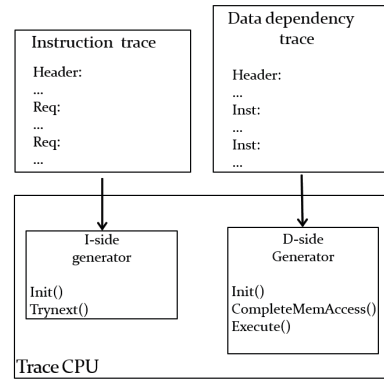 Instruction trace
Header:
...
Req:
...
Req:
...
Data dependency
trace
Header:
...
Inst:
...
Inst:
...
I-side
generator
Init()
Trynext()
D-side
Generator
Init()
CompleteMemAccess()
Execute()
Trace CPU